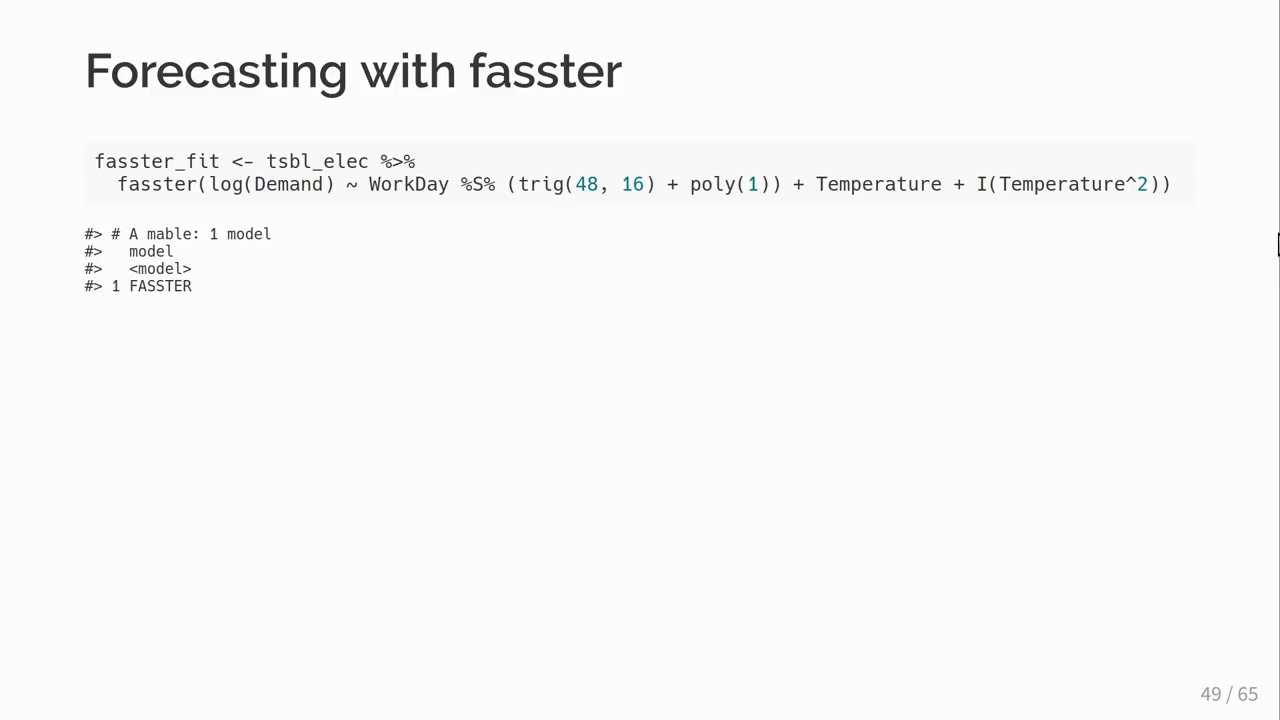 Forecasting with fasster
fasster_fit <- tsbl_elec %>%
  fasster(log(Demand) ~ WorkDay %S% (trig(48, 16) + poly(1)) + Temperature + I(Temperature^2))
#> # A mable: 1 model
#>   model
#>   <model>
#> 1 FASSTER
49 / 65